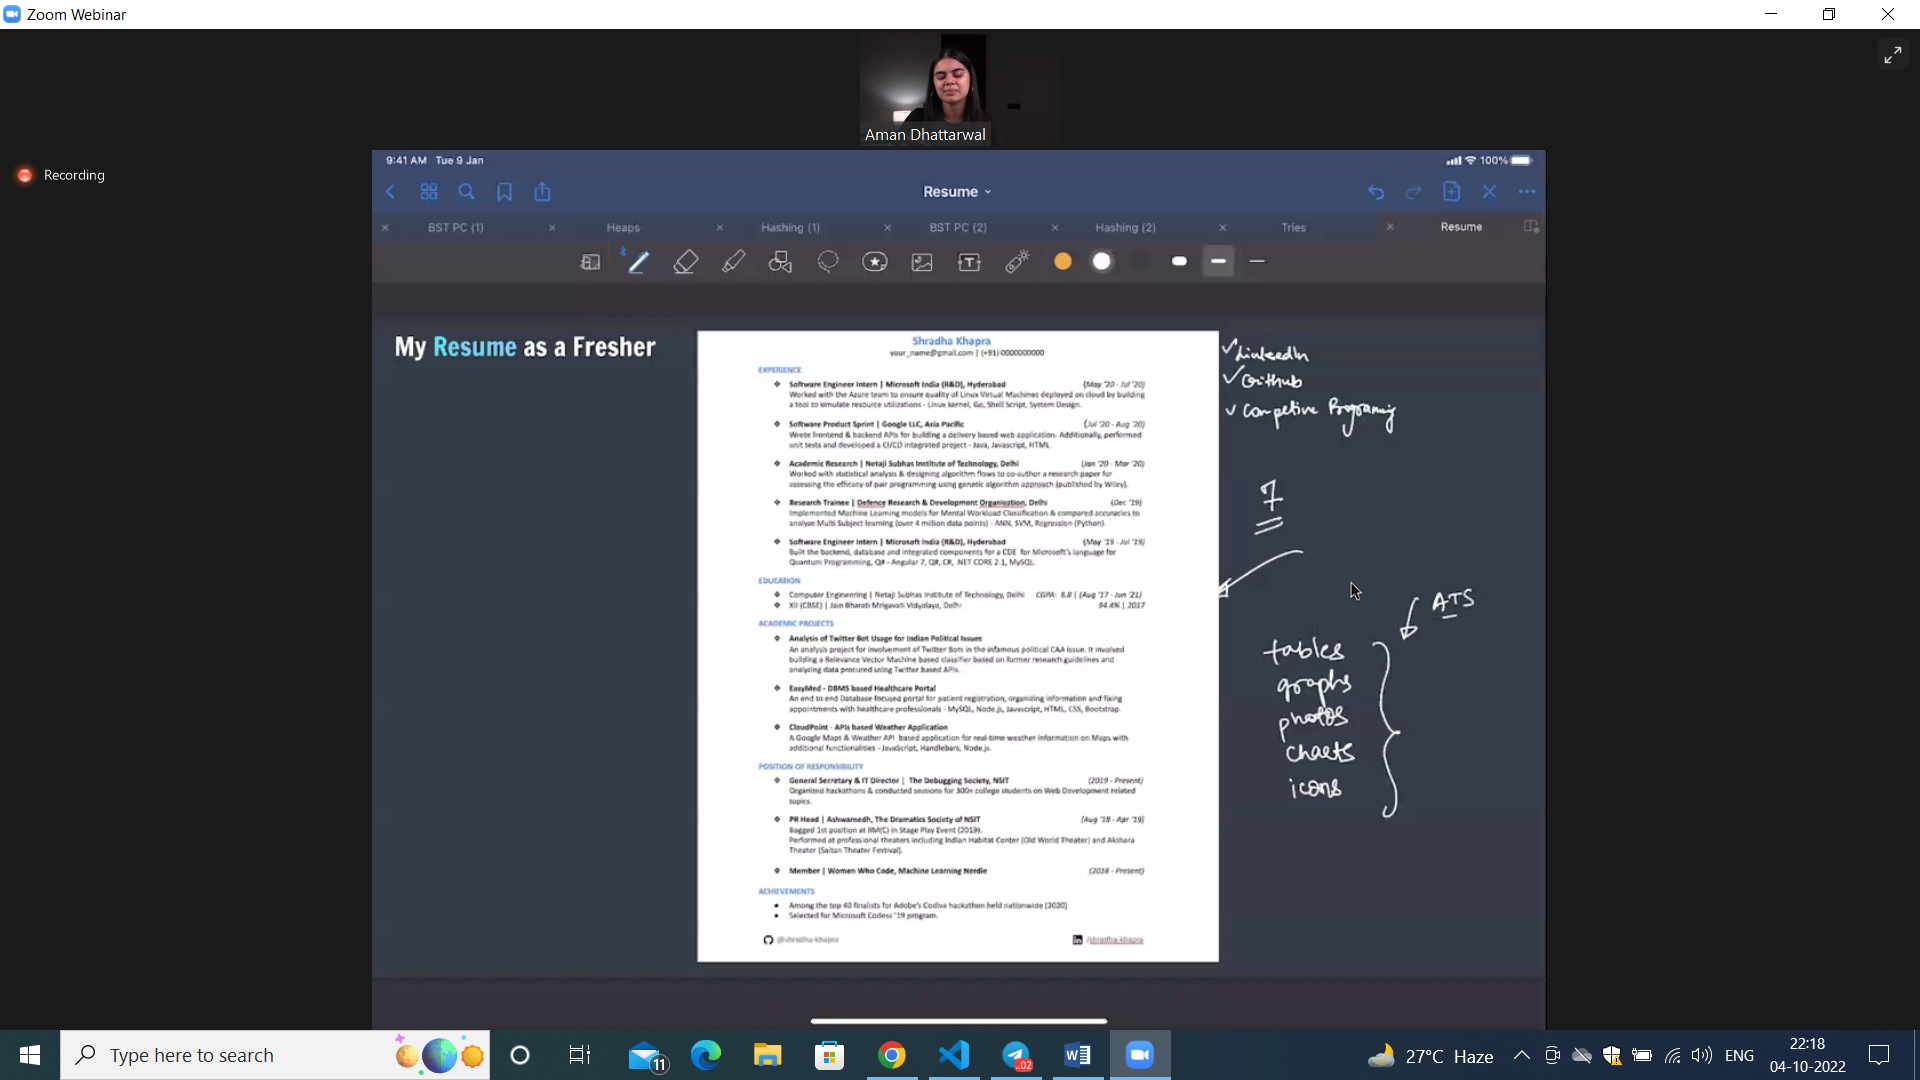 Zoom Webinar
Aman Dhattarwal
Recording
9:41 AM Tue 9 Jan
100%
Resume
BST PC (1)
Heaps
Hashing (1)
BST PC (2)
Hashing (2)
Tries
Resume
My Resume as a Fresher
Shradha Khapra
your_name@gmail.com | (+91) 0000000000
EXPERIENCE
Software Engineer Intern | Microsoft India (R&D), Hyderabad (May '20 - Jul '20)
Worked with the Azure team to ensure quality of Linux Virtual Machines deployed on cloud by building
a tool to simulate resource utilizations - Linux kernel, Go, Shell Script, System Design.
Software Product Sprint | Google LLC, Asia Pacific (Jul '20 - Aug '20)
Wrote frontend & backend APIs for building a delivery based web application. Additionally, performed
unit tests and developed a CI/CD integrated project - Java, Javascript, HTML.
Academic Research | Netaji Subhas Institute of Technology, Delhi (Jan '20 - Mar '20)
Worked with statistical analysis & designing algorithm flows to co-author a research paper for
assessing the efficacy of pair programming using genetic algorithm approach (published by Wiley).
Research Trainee | Defence Research & Development Organisation, Delhi (Dec '19)
Implemented Machine Learning models for Mental Workload Classification & compared accuracies to
analyse Multi Subject learning (over 4 million data points) - ANN, SVM, Regression (Python).
Software Engineer Intern | Microsoft India (R&D), Hyderabad (May '19 - Jul '19)
Built the backend, database and integrated components for a CDE for Microsoft's language for
Quantum Programming, Q# - Angular 7, Q#, C#, .NET CORE 2.1, MySQL.
EDUCATION
Computer Engineering | Netaji Subhas Institute of Technology, Delhi CGPA: 8.8 | (Aug '17 - Jun '21)
XII (CBSE) | Jain Bharati Mrigavati Vidyalaya, Delhi 94.4% | 2017
ACADEMIC PROJECTS
Analysis of Twitter Bot Usage for Indian Political Issues
An analysis project for involvement of Twitter Bots in the infamous political CAA issue. It involved
building a Relevance Vector Machine based classifier based on former research guidelines and
analyzing data procured using Twitter based APIs.
EasyMed - DBMS based Healthcare Portal
An end to end Database focused portal for patient registration, organizing information and fixing
appointments with healthcare professionals - MySQL, Node.js, Javascript, HTML, CSS, Bootstrap.
CloudPoint - APIs based Weather Application
A Google Maps & Weather API based application for real-time weather information on Maps with
additional functionalities - JavaScript, Handlebars, Node.js.
POSITION OF RESPONSIBILITY
General Secretary & IT Director | The Debugging Society, NSIT (2019 - Present)
Organized hackathons & conducted sessions for 300+ college students on Web Development related
topics.
PR Head | Ashwamedh, The Dramatics Society of NSIT (Aug '18 - Apr '19)
Bagged 1st position at IIM(C) in Stage Play Event (2019).
Performed at professional theaters including Indian Habitat Center (Old World Theater) and Akshara
Theater (Saitan Theater Festival).
Member | Women Who Code, Machine Learning Nerdie (2018 - Present)
ACHIEVEMENTS
Among the top 40 finalists for Adobe's Codiva hackathon held nationwide (2020)
Selected for Microsoft Codess '19 program.
@shradha-khapra /shradha-khapra
LinkedIn
Github
Competive Programing
7
ATS
tables
graphs
photos
charts
icons
Type here to search
11
.02
27°C Haze
ENG
22:18
04-10-2022